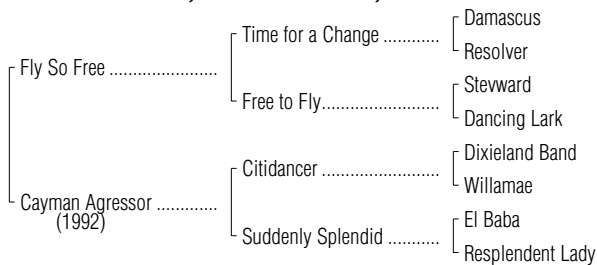 Damascus
Time for a Change ............
Resolver
Fly So Free .......................
Stevward
Free to Fly.........................
Dancing Lark
Dixieland Band
Citidancer .........................
Willamae
Cayman Agressor .............
(1992)
El Baba
Suddenly Splendid ...........
Resplendent Lady